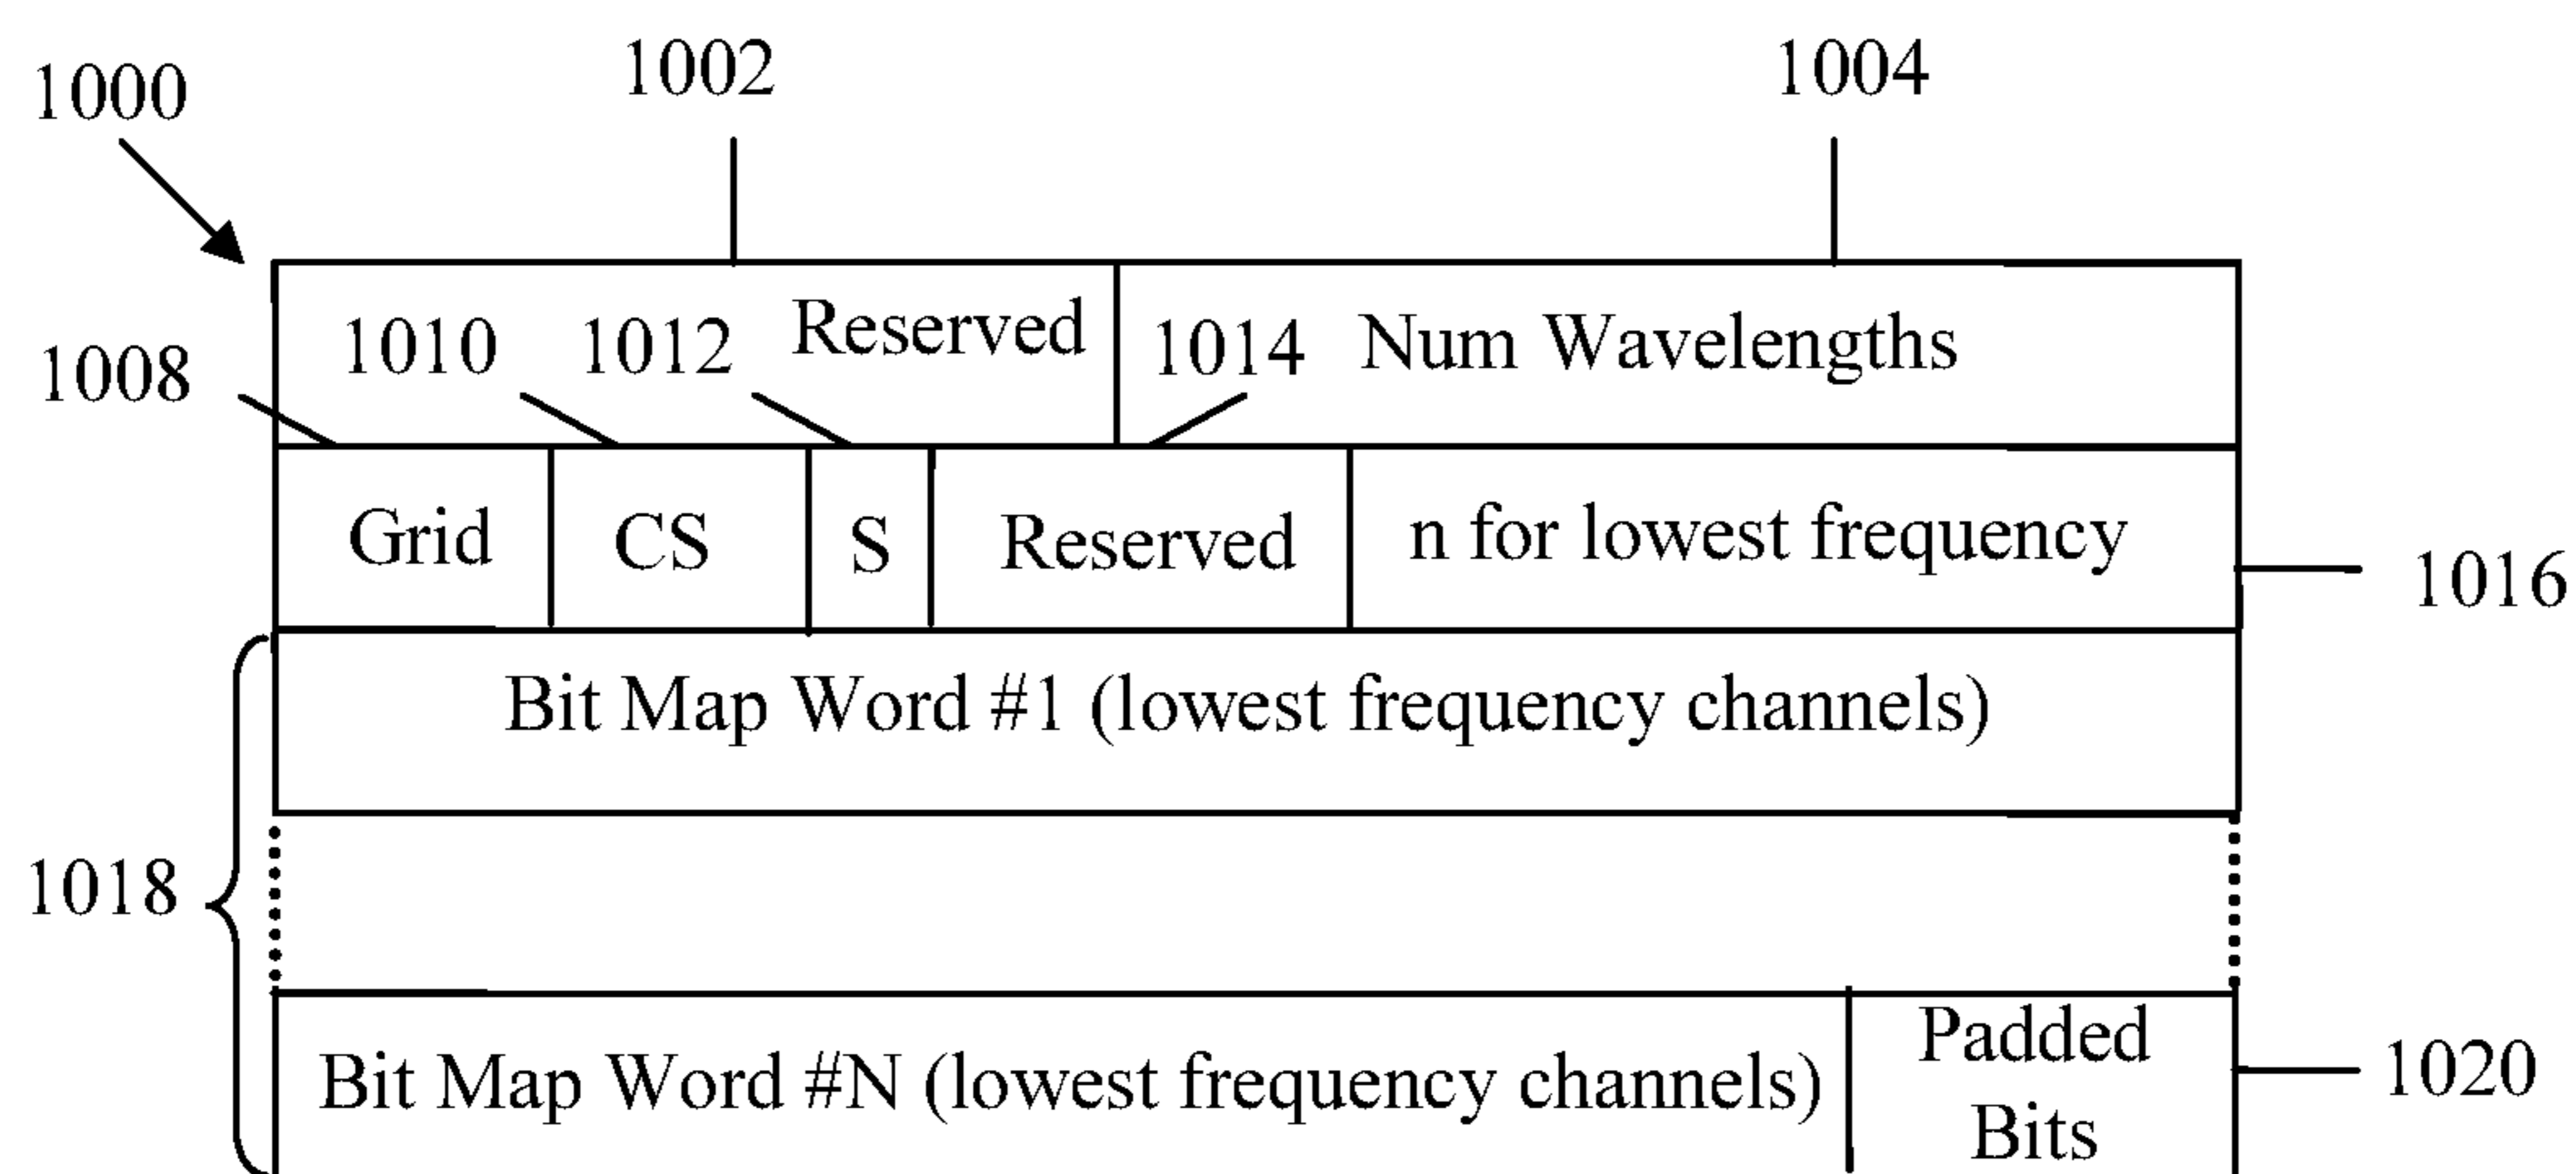 1002
1004
1000
Reserved
1010
1012
1014
Num Wavelengths
1008
Grid
CS
S
Reserved
n for lowest frequency
1016
Bit Map Word #1 (lowest frequency channels)
1018
Bit Map Word #N (lowest frequency channels)
Padded
Bits
1020